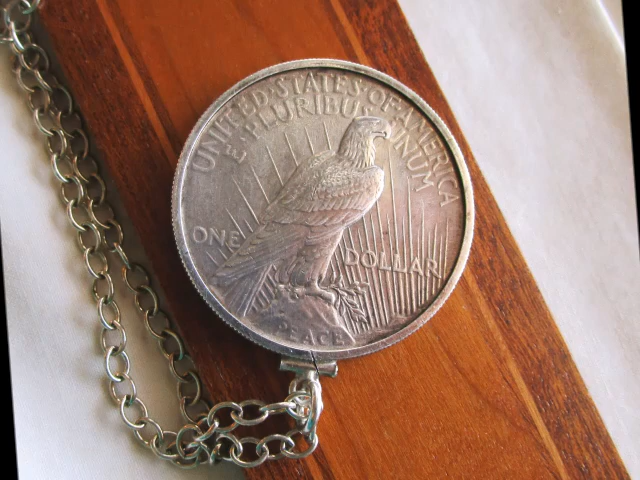 UNITED·STATES·OF·AMERICA
E·PLURIBUS·UNUM
ONE DOLLAR
PEACE